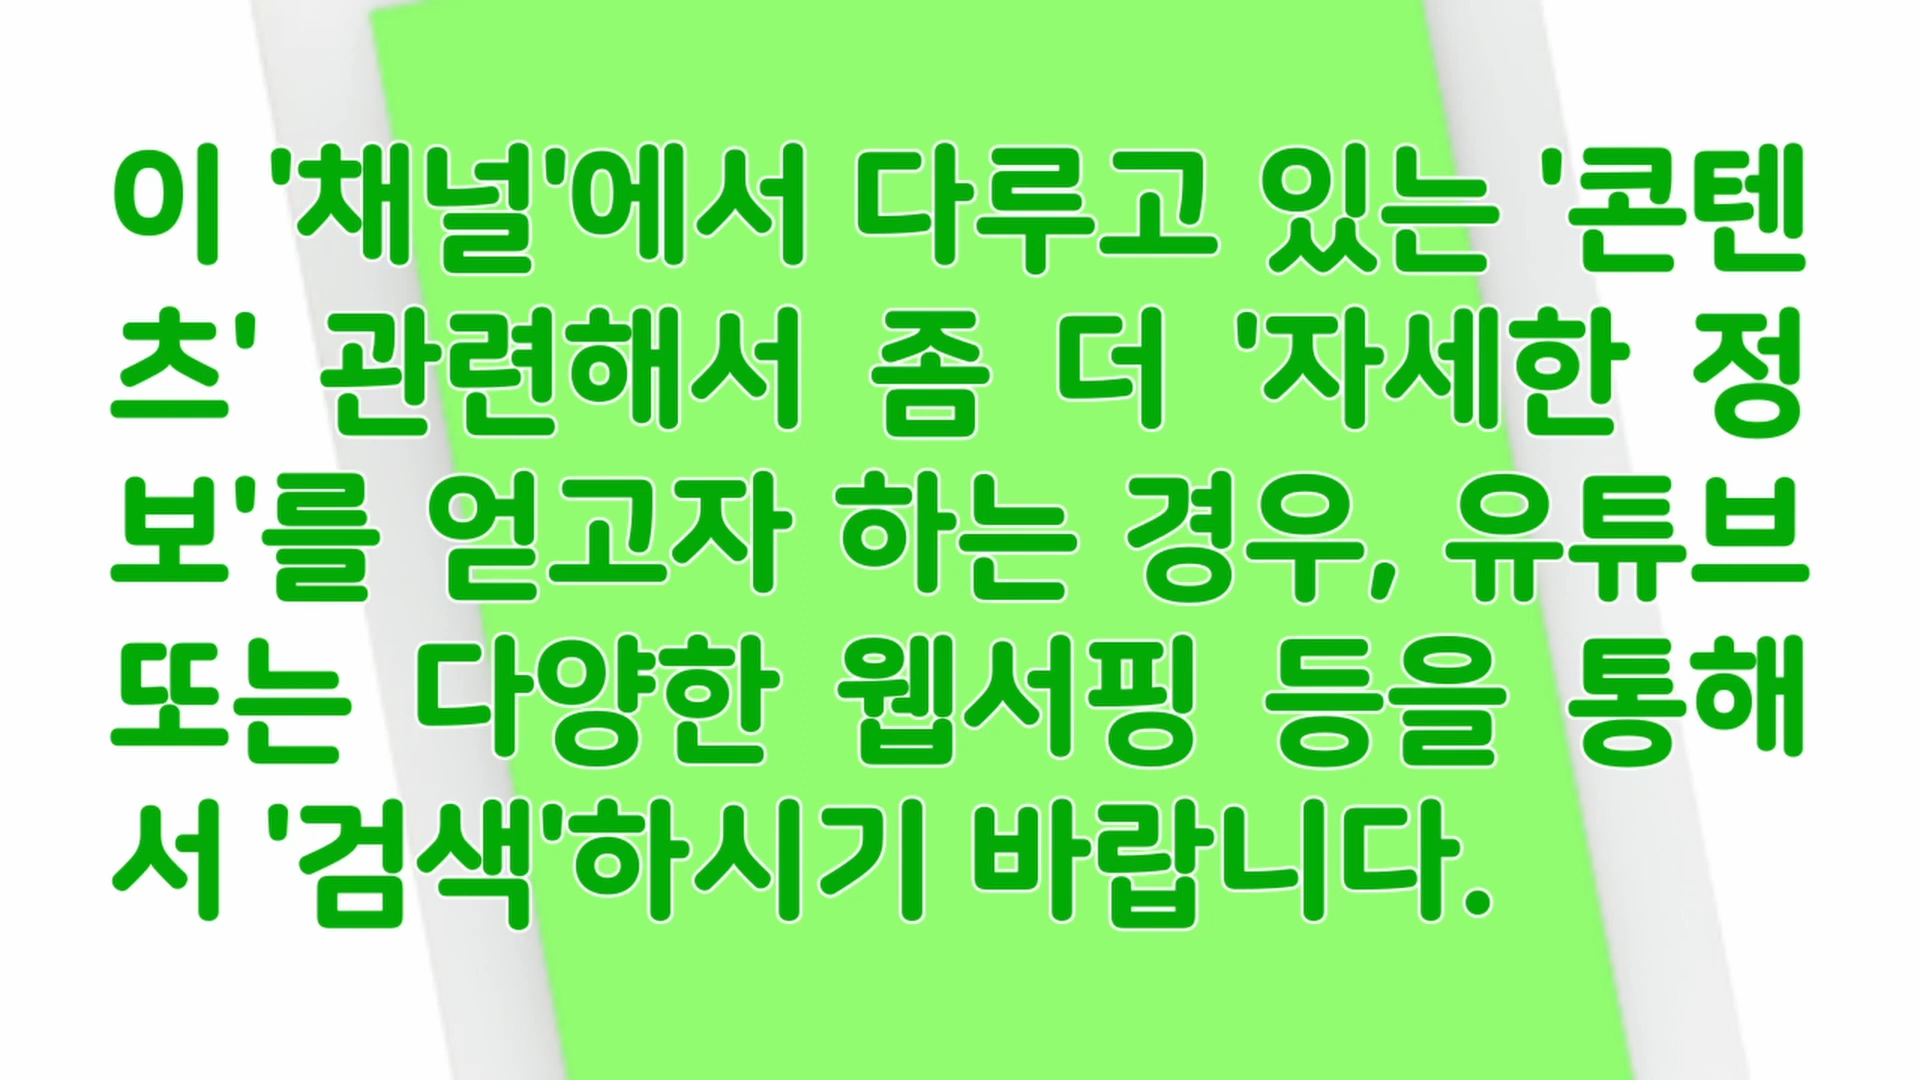 이 '채널'에서 다루고 있는 '콘텐
츠' 관련해서 좀 더 '자세한 정
보'를 얻고자 하는 경우, 유튜브
또는 다양한 웹서핑 등을 통해
서 '검색'하시기 바랍니다.